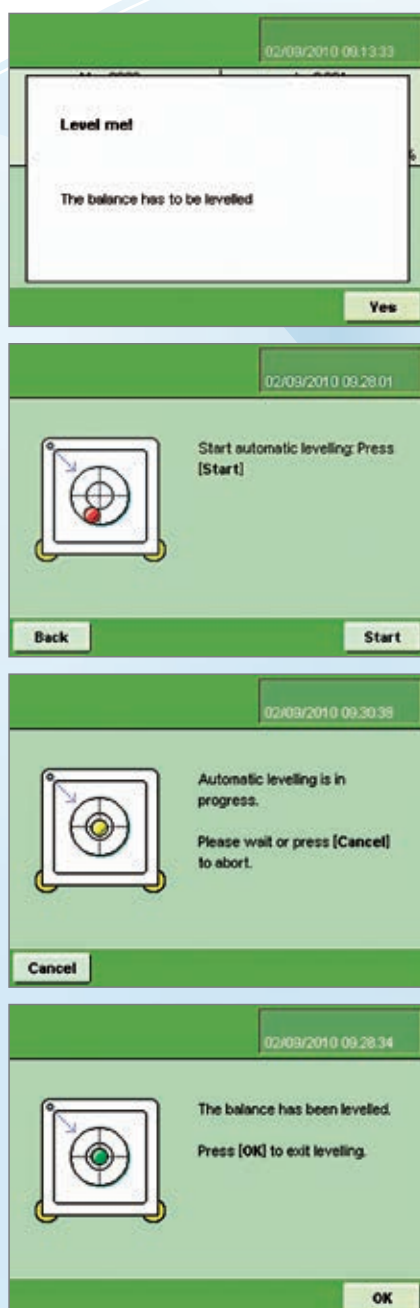 02/09/2010 09.13.33
Level me!
The balance has to be levelled
Yes
02/09/2010 09.28.01
Start automatic leveling: Press
[Start]
Back
Start
02/09/2010 09.30.38
Automatic levelling is in
progress.
Please wait or press [Cancel]
to abort.
Cancel
02/09/2010 09.28.34
The balance has been levelled.
Press [OK] to exit leveling.
OK